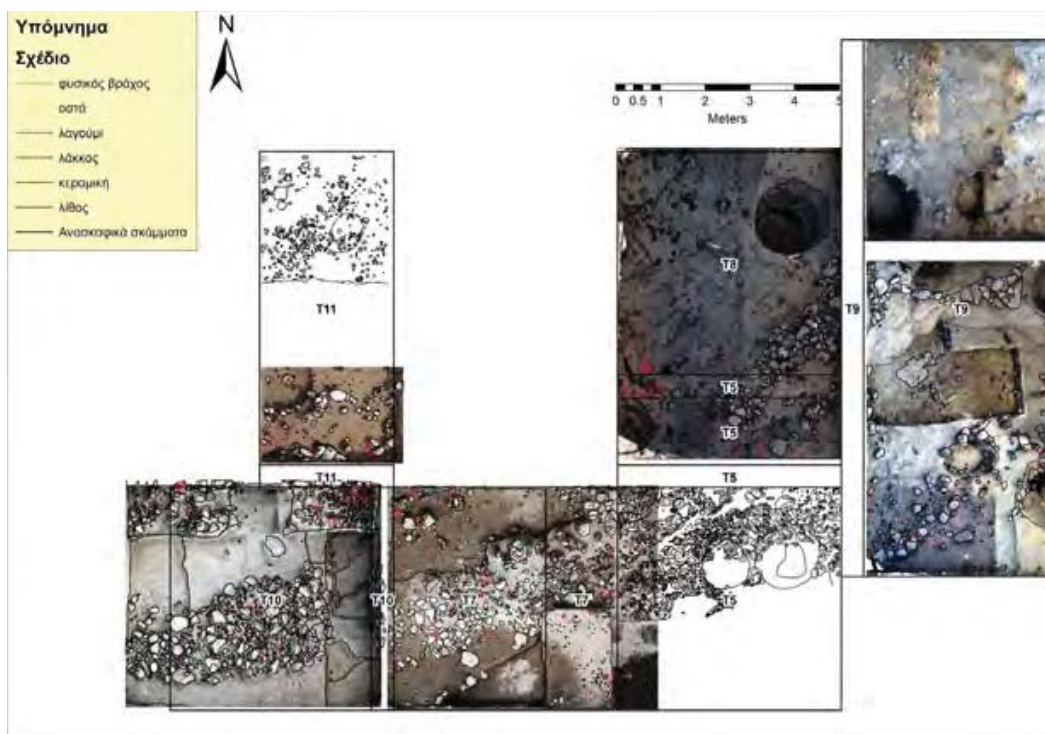 Υπόμνημα
Σχέδιο
φυσικός βράχος
οστά
λαγούμι
λάκκος
κεραμική
λίθος
Ανασκαφικά σκάμματα
N
0 0.5 1 2 3 4 5
Meters
T8
T9
T9
T11
T5
T5
T11
T5
T10
T10
T7
T7
T5